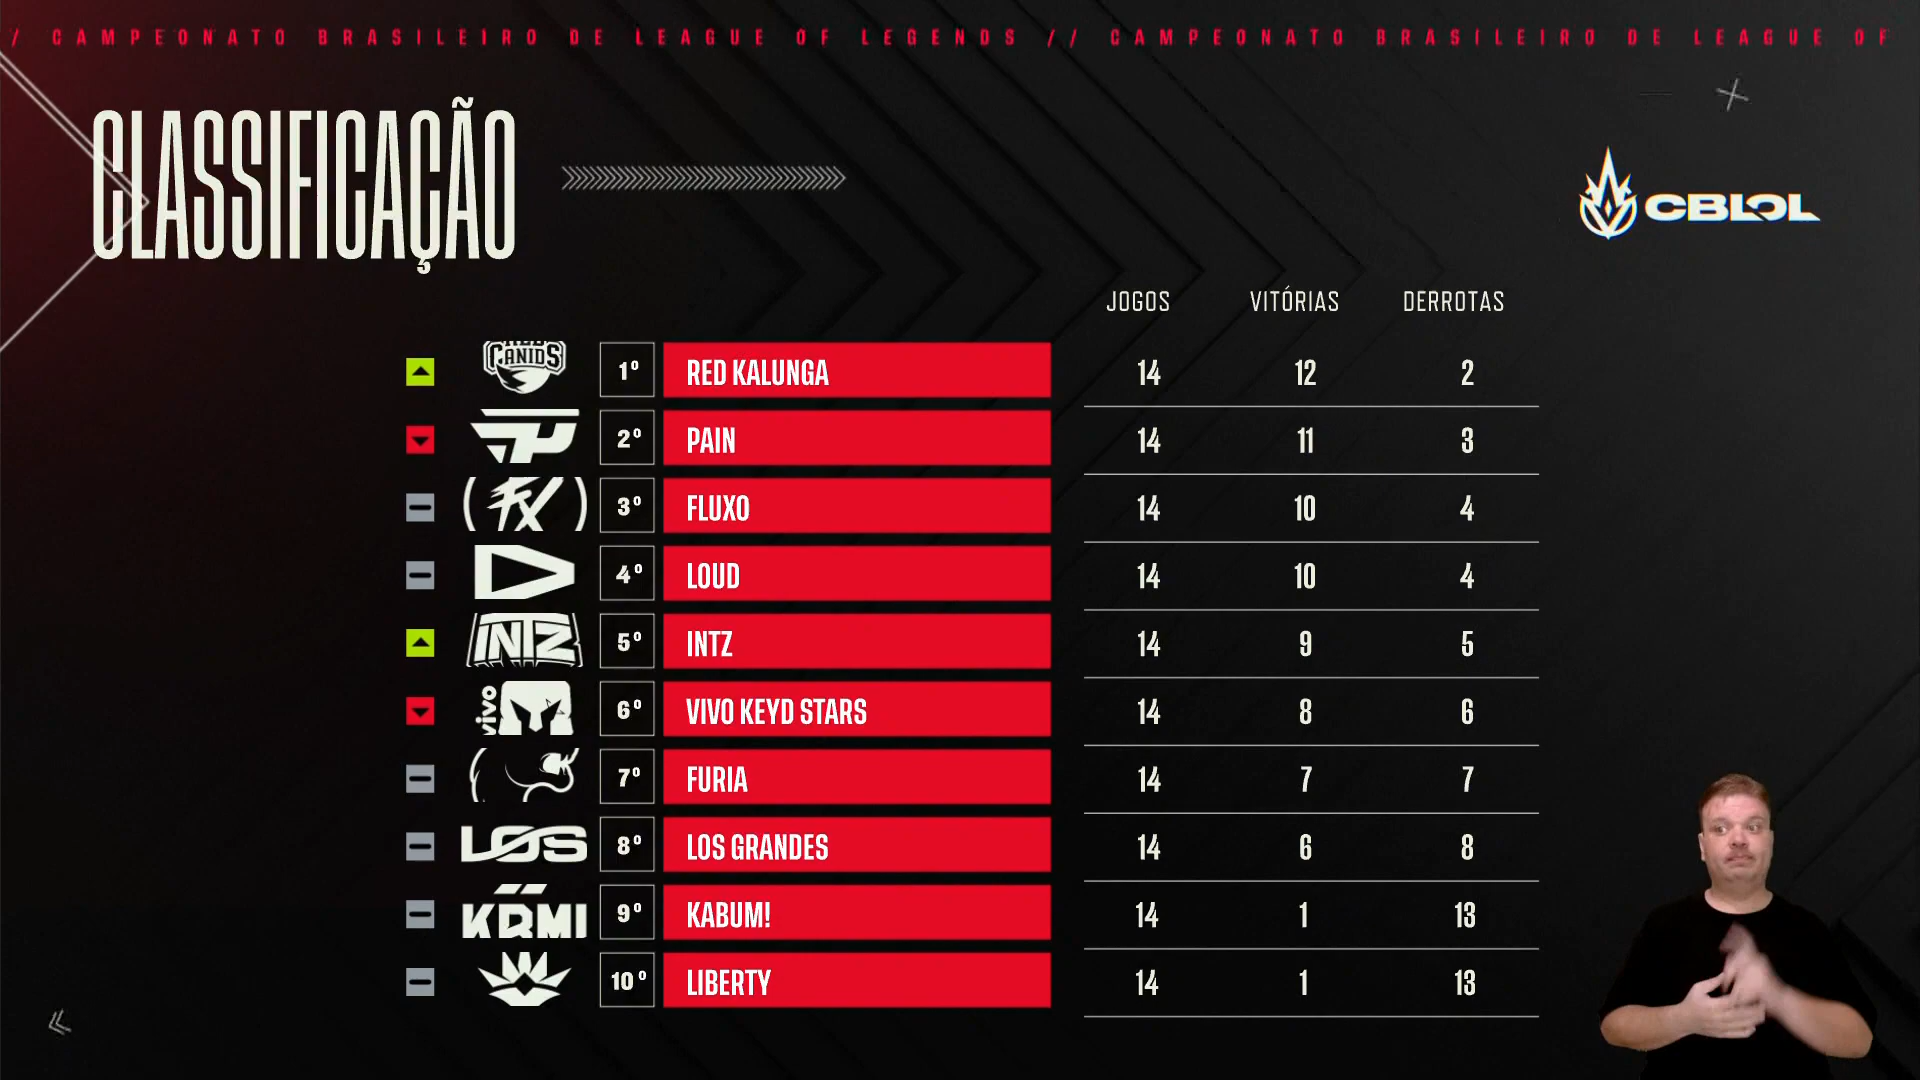 / CAMPEONATO BRASILEIRO DE LEAGUE OF LEGENDS // CAMPEONATO BRASILEIRO DE LEAGUE OF
CLASSIFICAÇÃO
CBLOL
JOGOS VITÓRIAS DERROTAS
CANIDS 1º RED KALUNGA 14 12 2
2º PAIN 14 11 3
(FX) 3º FLUXO 14 10 4
4º LOUD 14 10 4
INTZ 5º INTZ 14 9 5
vivo 6º VIVO KEYD STARS 14 8 6
7º FURIA 14 7 7
LOS 8º LOS GRANDES 14 6 8
9º KABUM! 14 1 13
10º LIBERTY 14 1 13